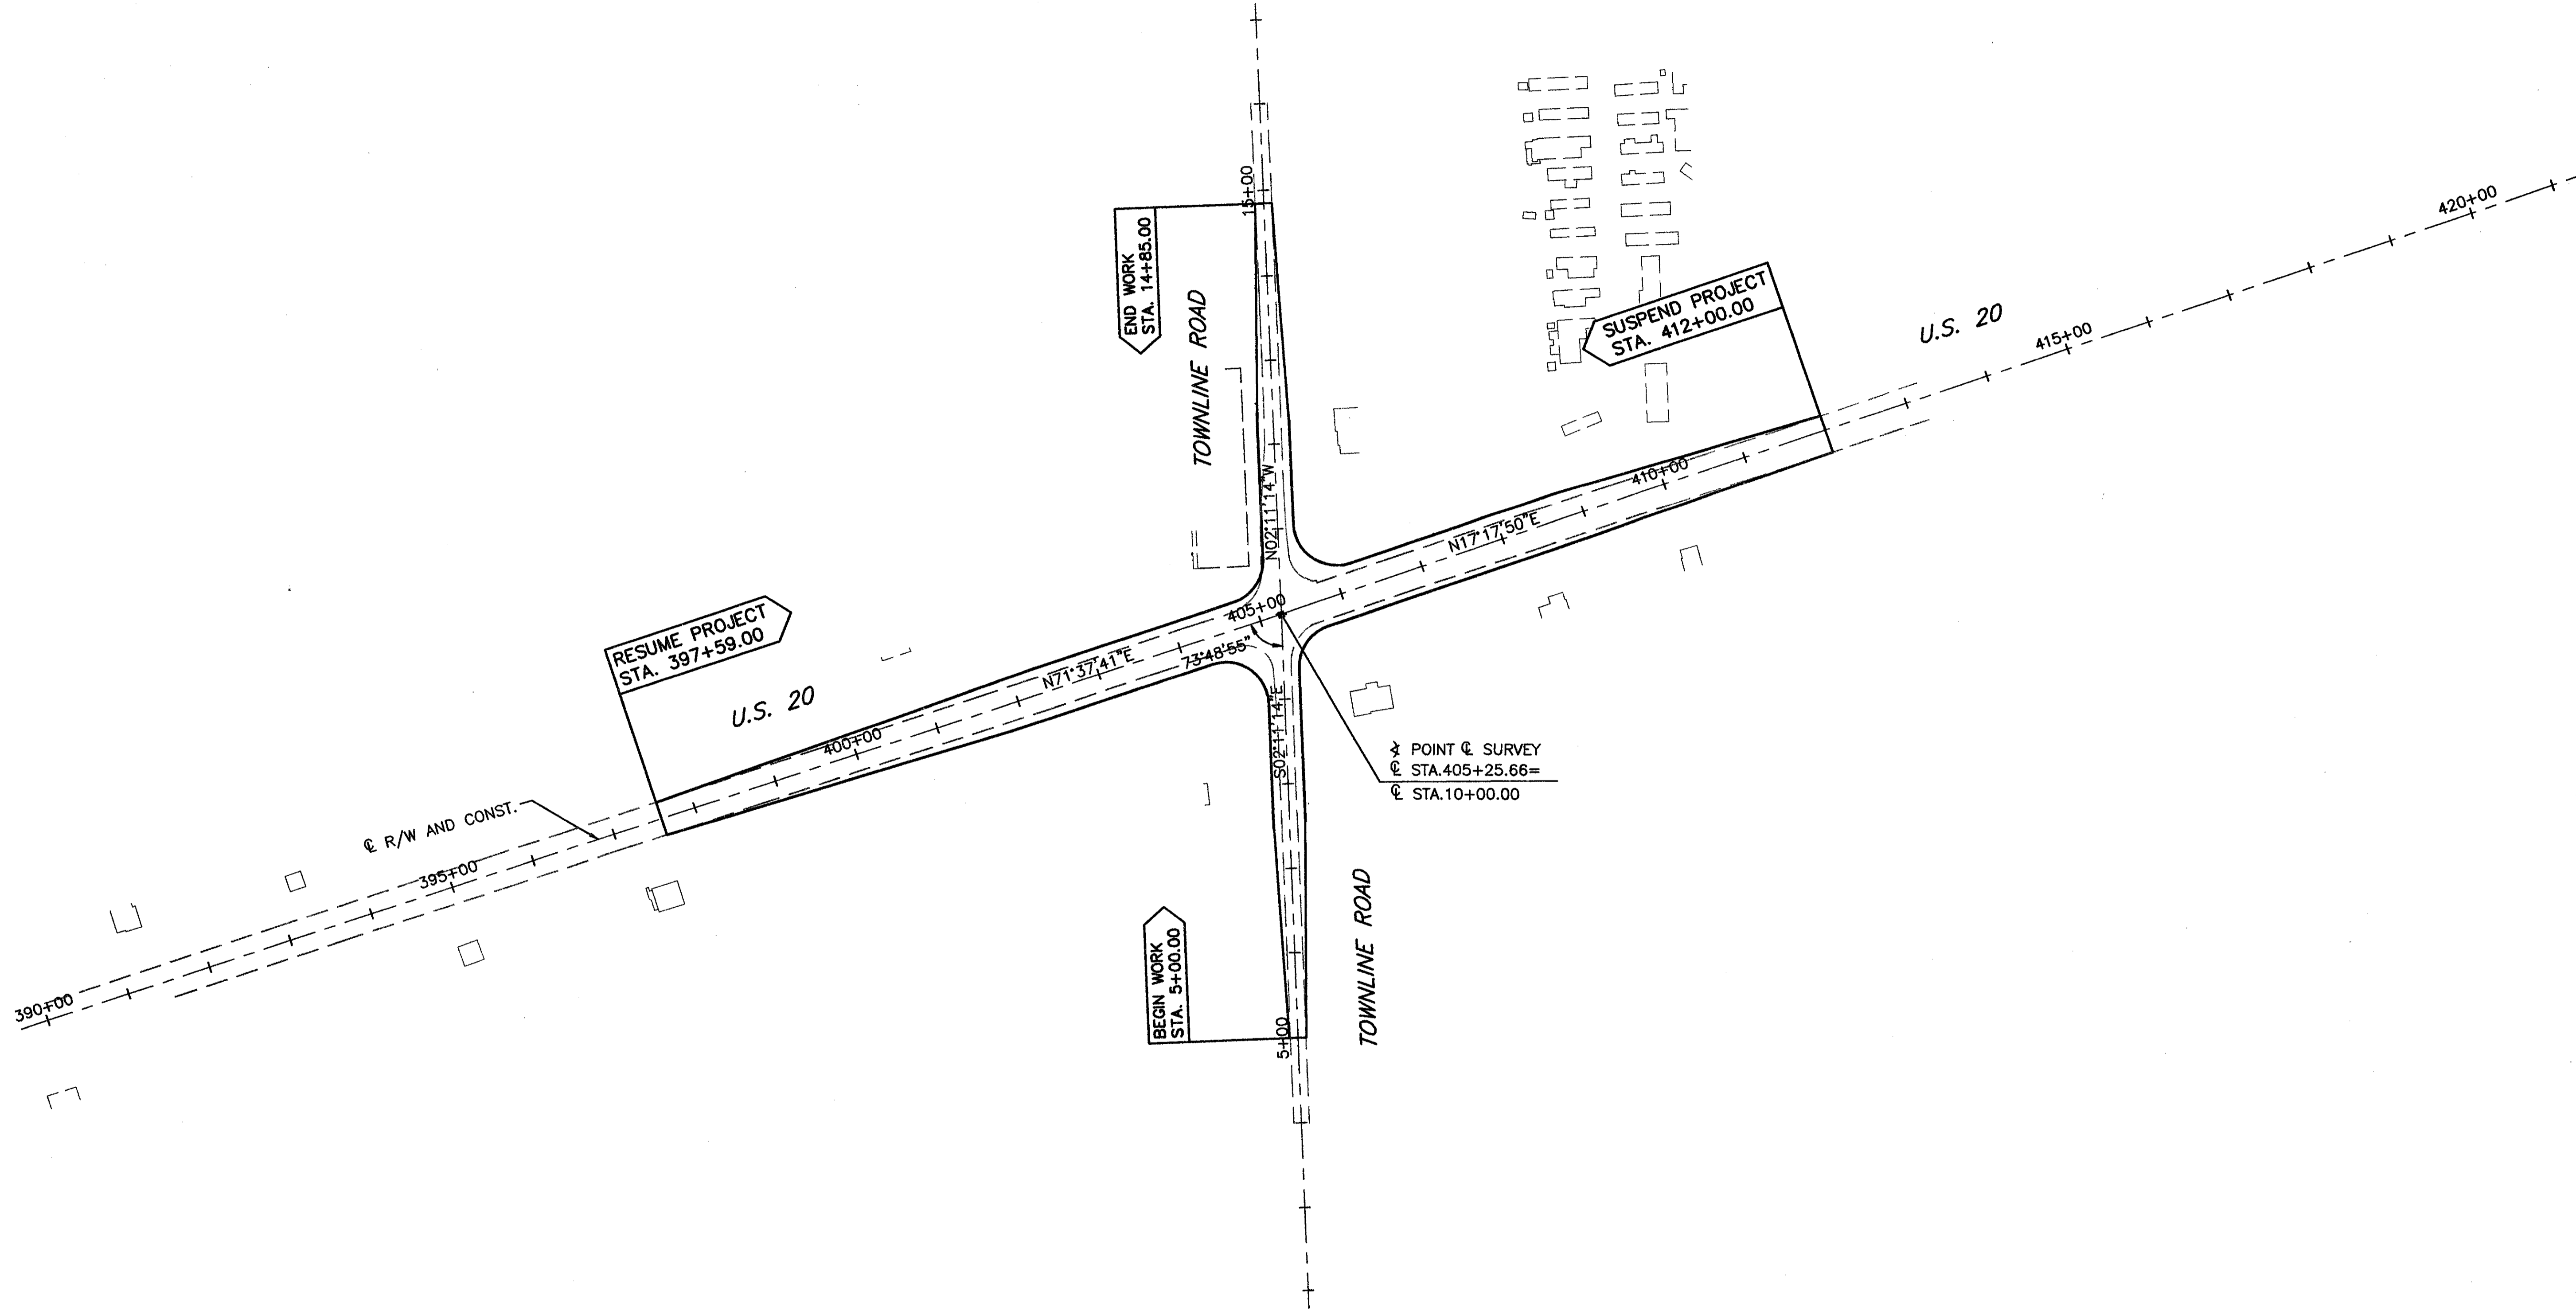 15+00
END WORK
STA. 14+85.00
TOWNLINE ROAD
420+00
SUSPEND PROJECT
STA. 412+00.00
U.S. 20
415+00
N02°11'14"W
410+00
N17°17'50"E
405+00
RESUME PROJECT
STA. 397+59.00
U.S. 20
N71°37'41"E
73°48'55"
400+00
S02°11'14"E
∡ POINT ℄ SURVEY
℄ STA.405+25.66=
℄ STA.10+00.00
℄ R/W AND CONST.
395+00
390+00
BEGIN WORK
STA. 5+00.00
5+00
TOWNLINE ROAD